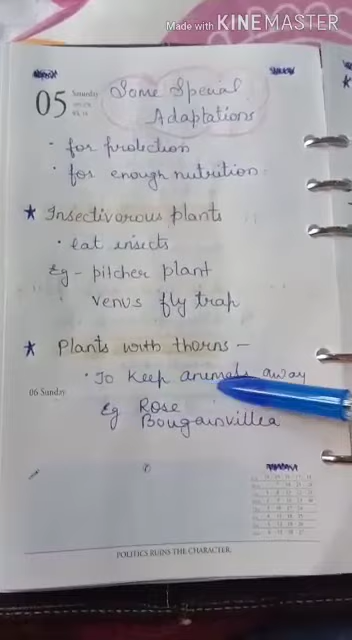 Made with KINEMASTER
05 Saturday
Some Special
Adaptations
• for protection
• for enough nutrition.
★ Insectivorous plants
• eat insects
Eg - pitcher plant
venus fly trap
★ Plants with thorns -
• To keep animals away
06 Sunday
Eg Rose
Bougainvillea
POLITICS RUINS THE CHARACTER.